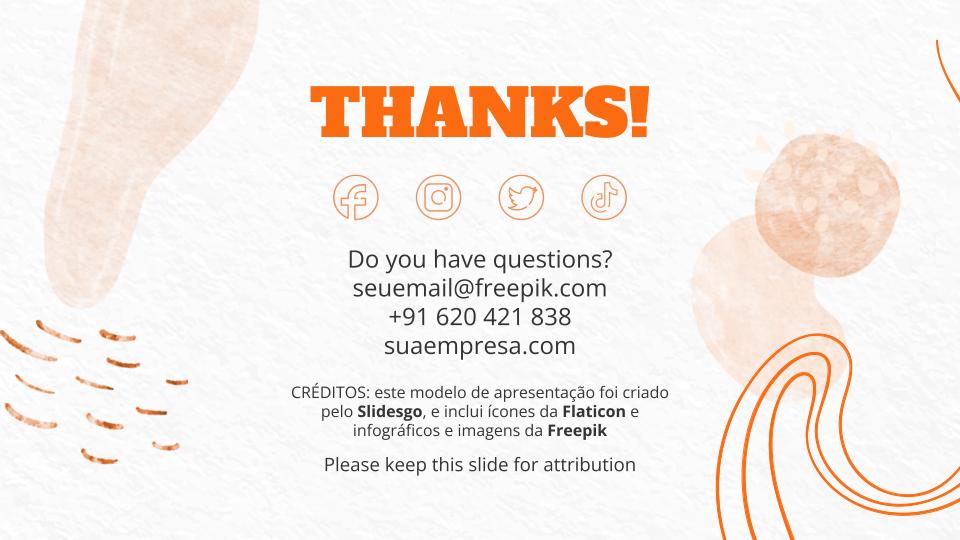 THANKS!
Do you have questions?
seuemail@freepik.com
+91 620 421 838
suaempresa.com
CRÉDITOS: este modelo de apresentação foi criado
pelo Slidesgo, e inclui ícones da Flaticon e
infográficos e imagens da Freepik
Please keep this slide for attribution